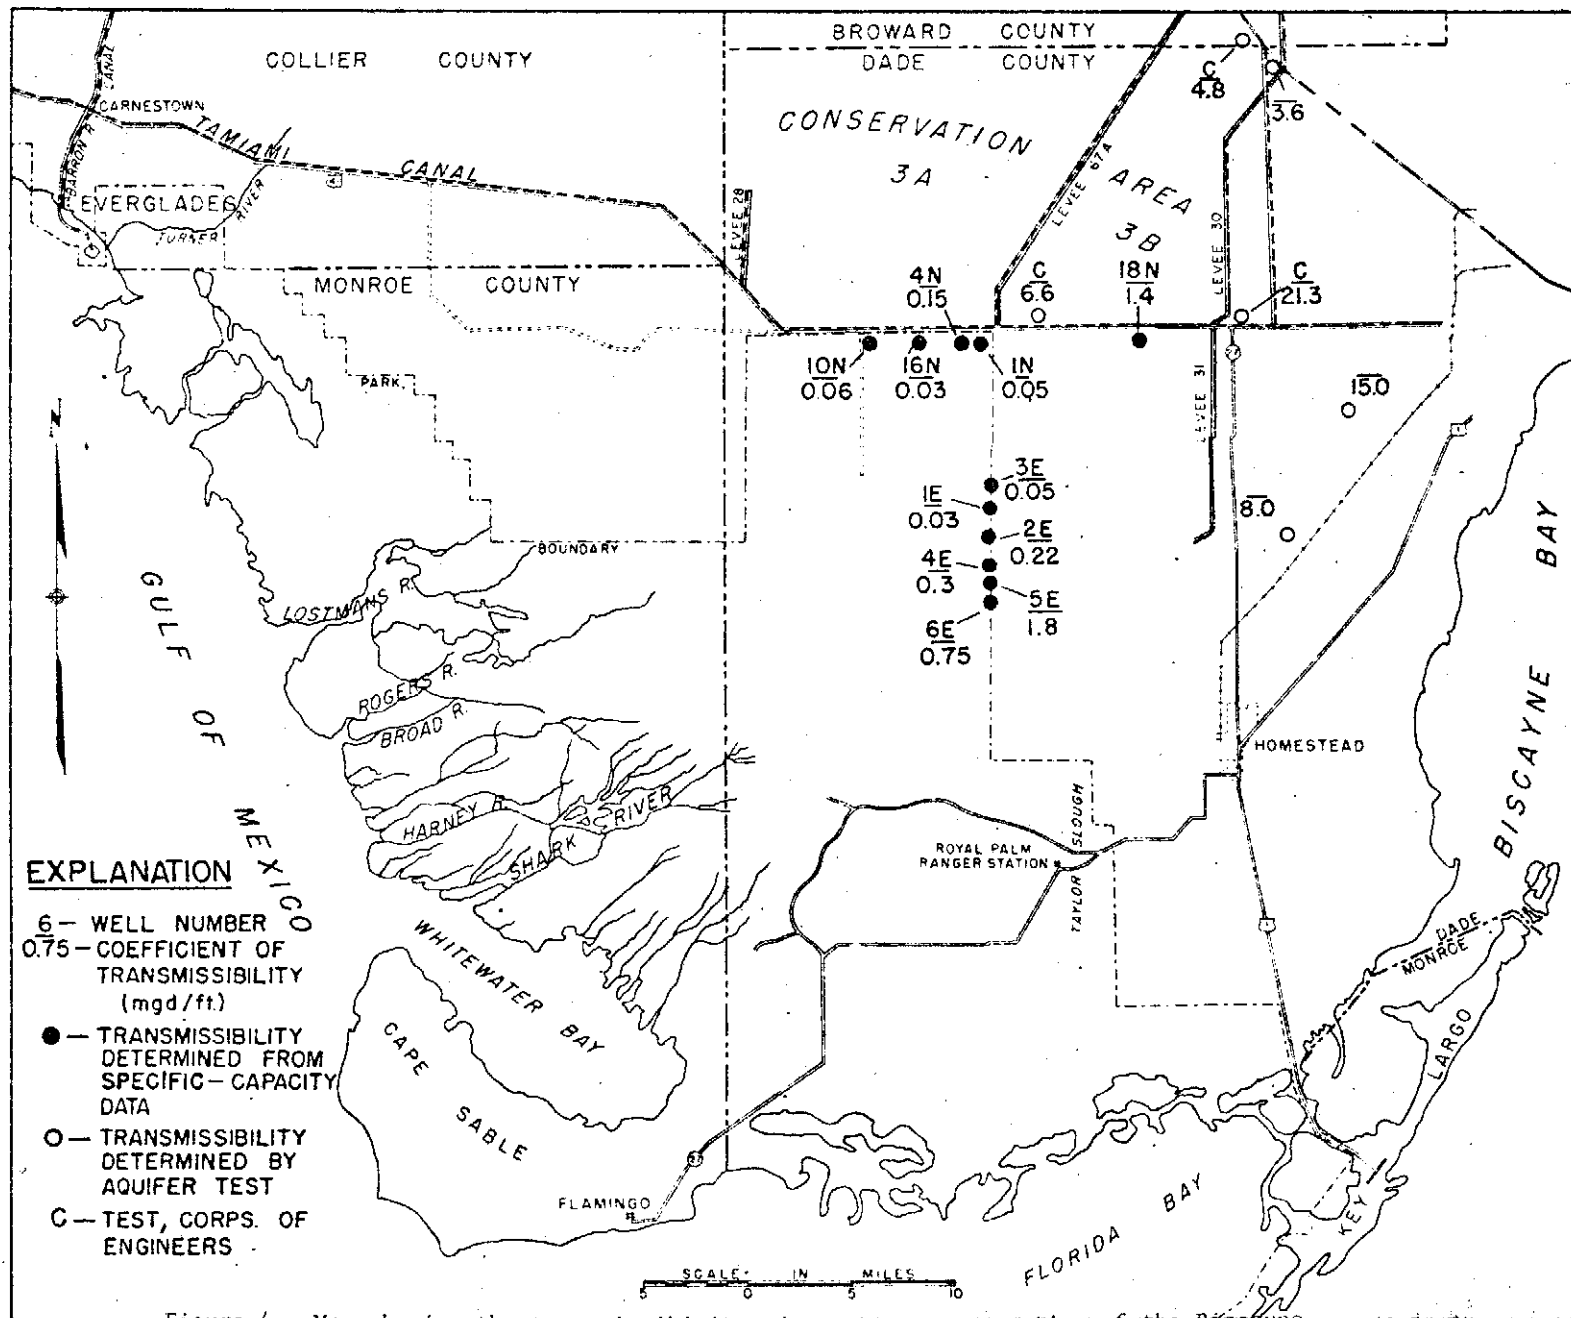 BROWARD COUNTY
COLLIER COUNTY
DADE COUNTY
CANAL
C
4.8
3.6
CARNESTOWN
TAMIAMI
CANAL
CONSERVATION
3A
AREA
3B
LEVEE 67A
BARRON R.
EVERGLADES
TURNER
RIVER
LEVEE 28
LEVEE 30
MONROE COUNTY
4N
0.15
C
6.6
18N
1.4
C
21.3
10N
0.06
16N
0.03
1N
0.05
PARK
LEVEE 31
15.0
N
3E
0.05
1E
0.03
2E
0.22
8.0
4E
0.3
5E
1.8
6E
0.75
BOUNDARY
GULF OF MEXICO
LOSTMANS R.
ROGERS R.
BROAD R.
HARNEY R.
SHARK RIVER
HOMESTEAD
BISCAYNE BAY
ROYAL PALM
RANGER STATION
TAYLOR SLOUGH
WHITEWATER BAY
CAPE SABLE
DADE
MONROE
KEY LARGO
FLAMINGO
FLORIDA BAY
EXPLANATION
6 — WELL NUMBER
0.75 — COEFFICIENT OF
TRANSMISSIBILITY
(mgd/ft.)
— TRANSMISSIBILITY
DETERMINED FROM
SPECIFIC-CAPACITY
DATA
— TRANSMISSIBILITY
DETERMINED BY
AQUIFER TEST
C — TEST, CORPS. OF
ENGINEERS
SCALE IN MILES
5 0 5 10